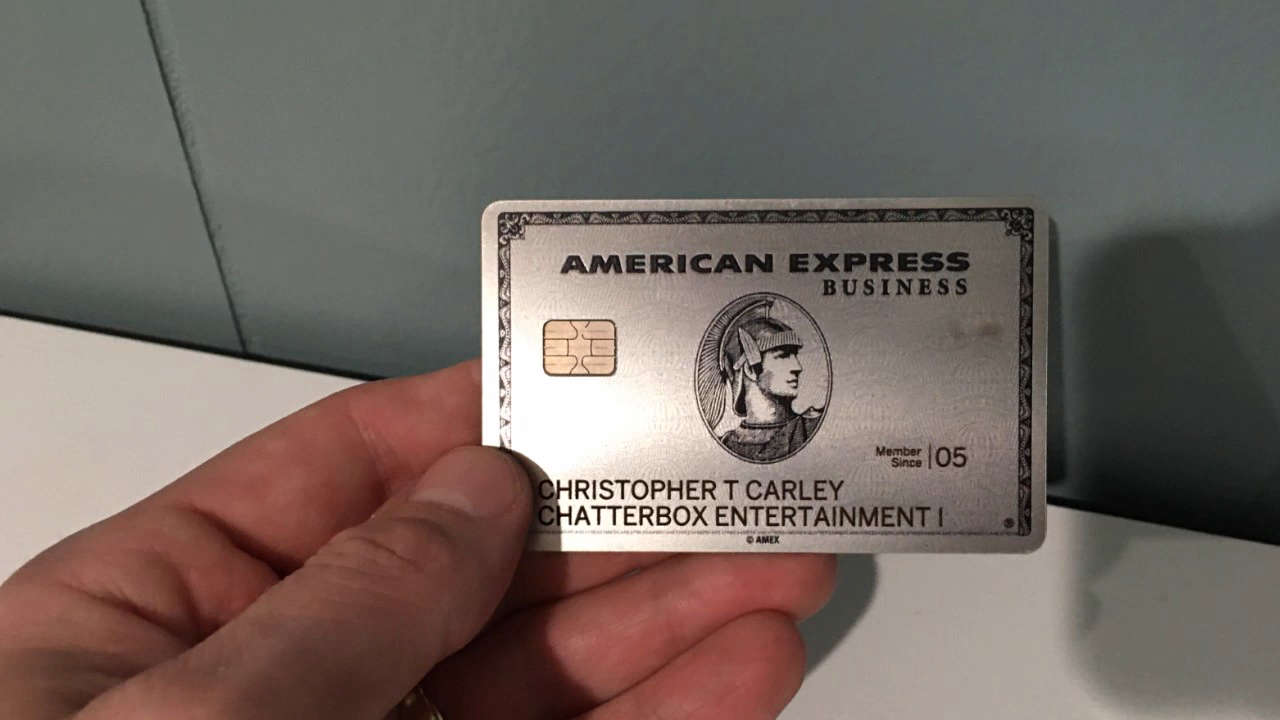 AMERICAN EXPRESS
BUSINESS
Member
Since 05
CHRISTOPHER T CARLEY
CHATTERBOX ENTERTAINMENT I
®
© AMEX